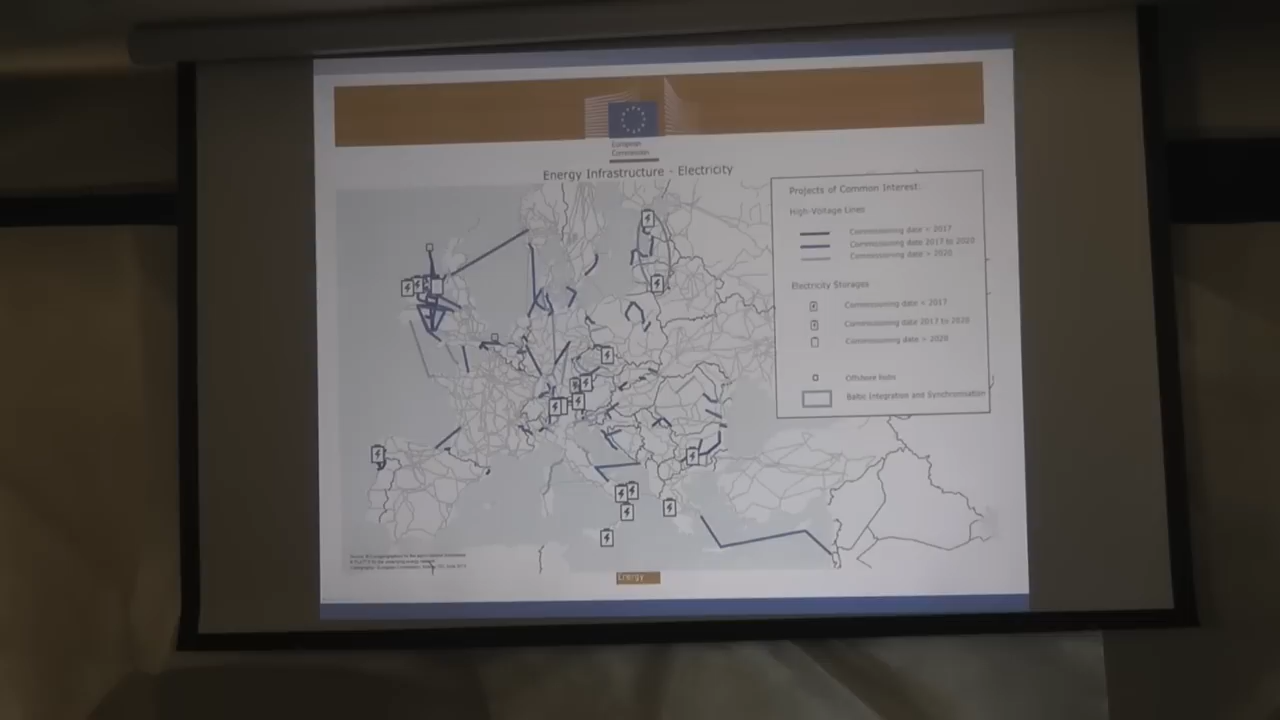 European
Commission
Energy Infrastructure - Electricity
Projects of Common Interest:
High-Voltage Lines
Commissioning date < 2017
Commissioning date 2017 to 2020
Commissioning date > 2020
Electricity Storages
Commissioning date < 2017
Commissioning date 2017 to 2020
Commissioning date > 2020
Offshore Hubs
Baltic Integration and Synchronisation
Energy